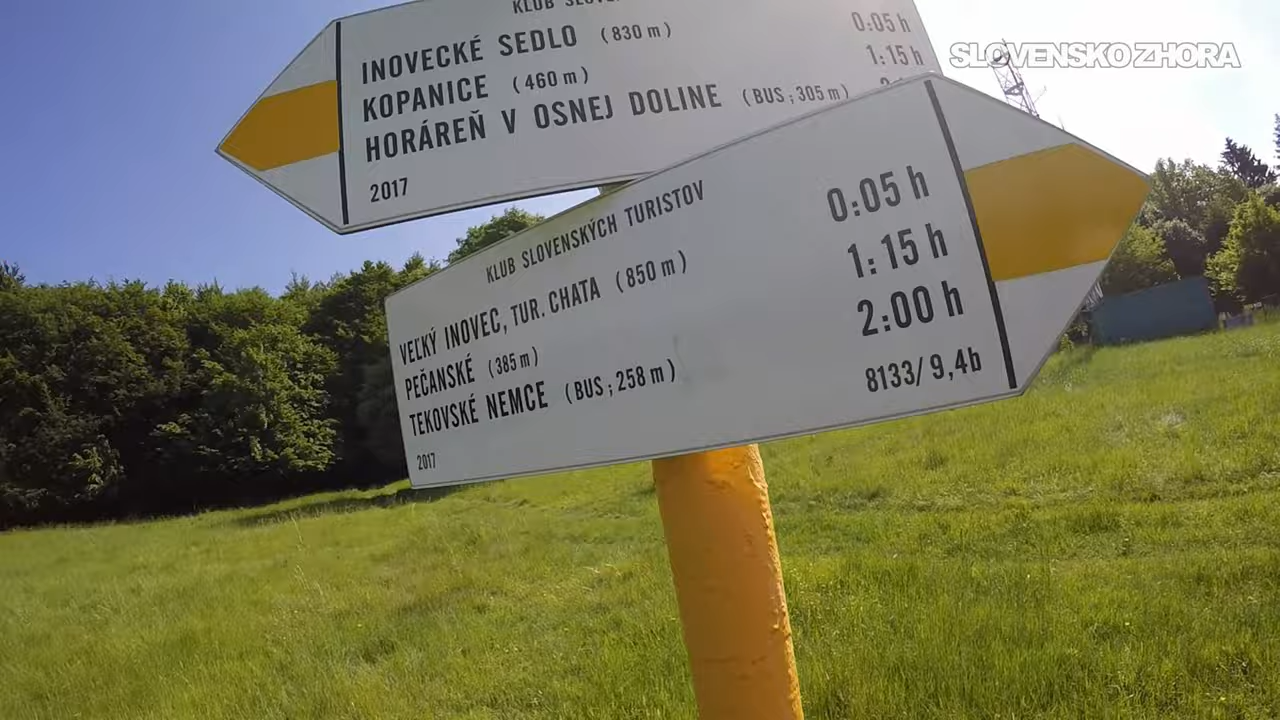 SLOVENSKOZHORA
KLUB
INOVECKÉ SEDLO (830 m) 0:05 h
KOPANICE (460 m) 1:15 h
HORÁREŇ V OSNEJ DOLINE (BUS; 305 m)
2017
KLUB SLOVENSKÝCH TURISTOV
VEĽKÝ INOVEC, TUR. CHATA (850 m) 0:05 h
PEČANSKÉ (385 m) 1:15 h
TEKOVSKÉ NEMCE (BUS; 258 m) 2:00 h
2017 8133/ 9,4b